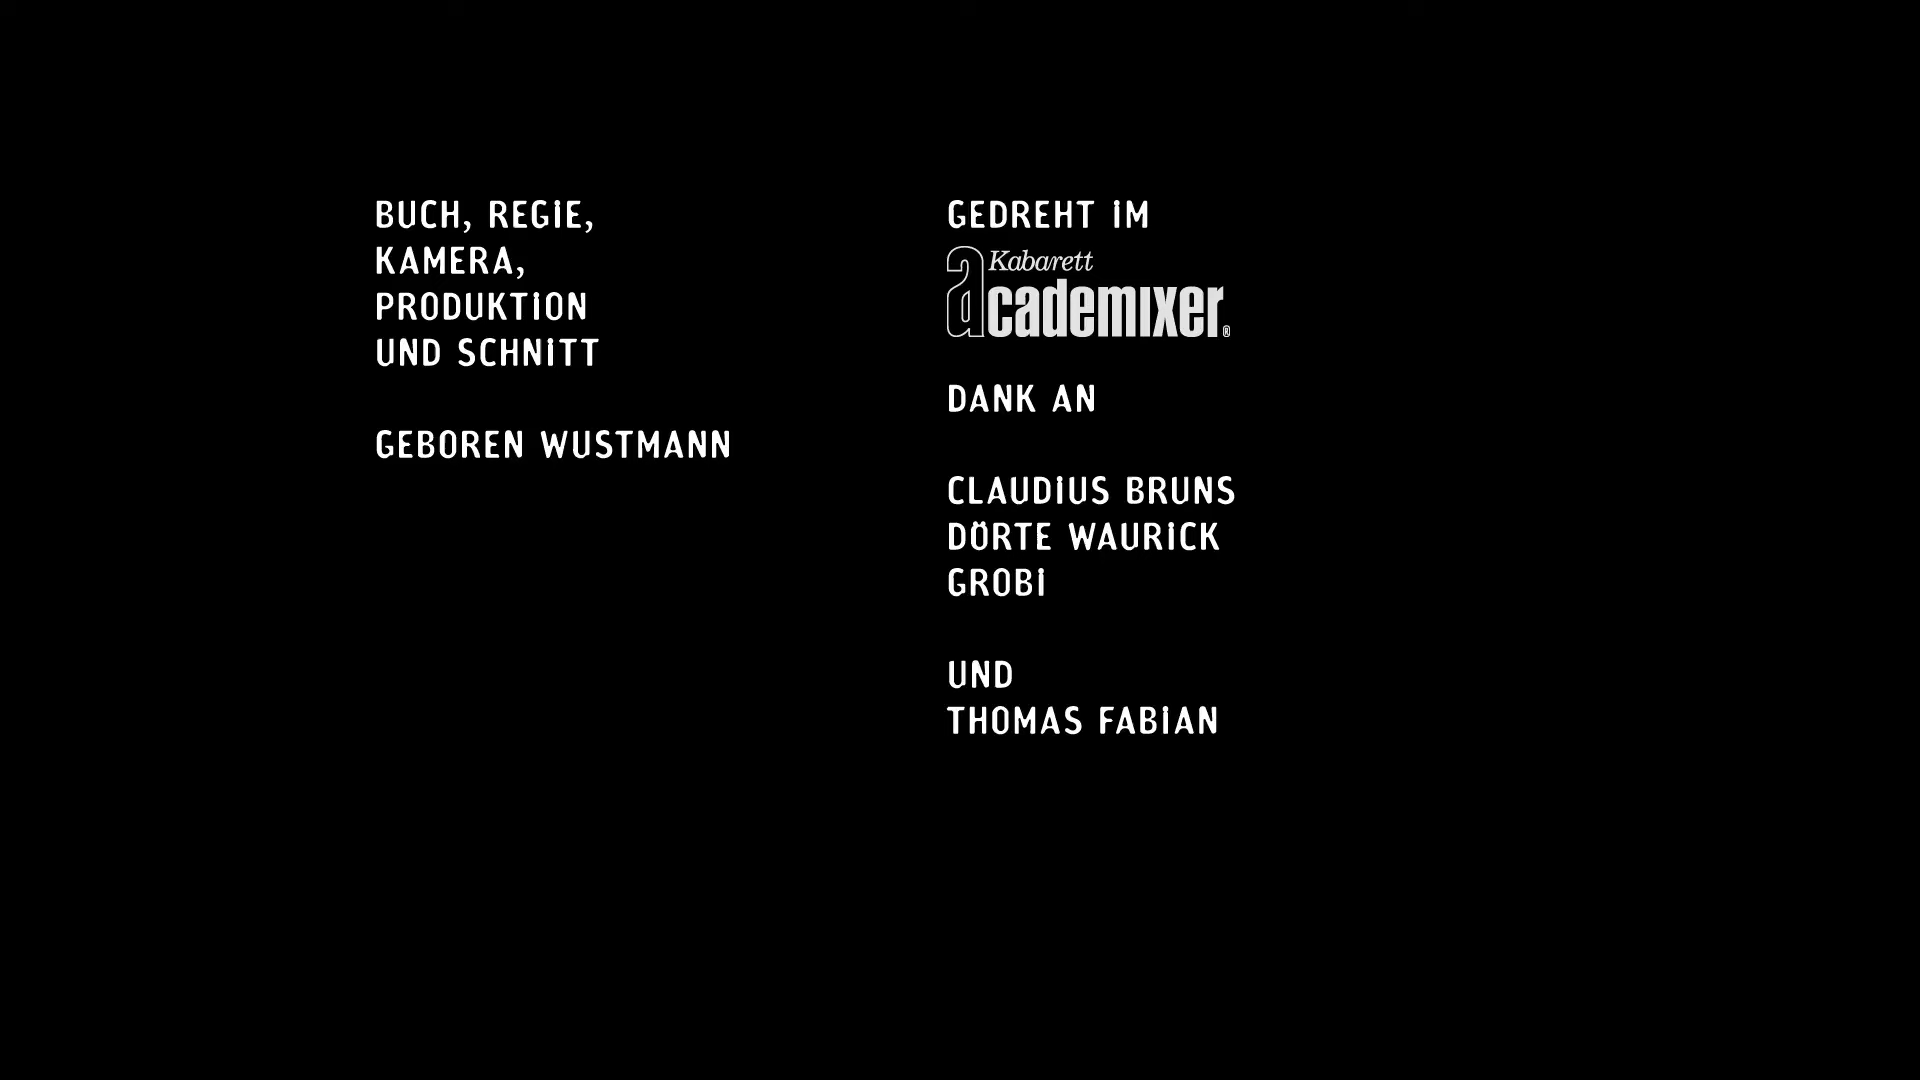 BUCH, REGiE,
KAMERA,
PRODUKTiON
UND SCHNiTT
GEBOREN WUSTMANN
GEDREHT iM
Kabarett
academixer®
DANK AN
CLAUDiUS BRUNS
DÖRTE WAURiCK
GROBi
UND
THOMAS FABiAN